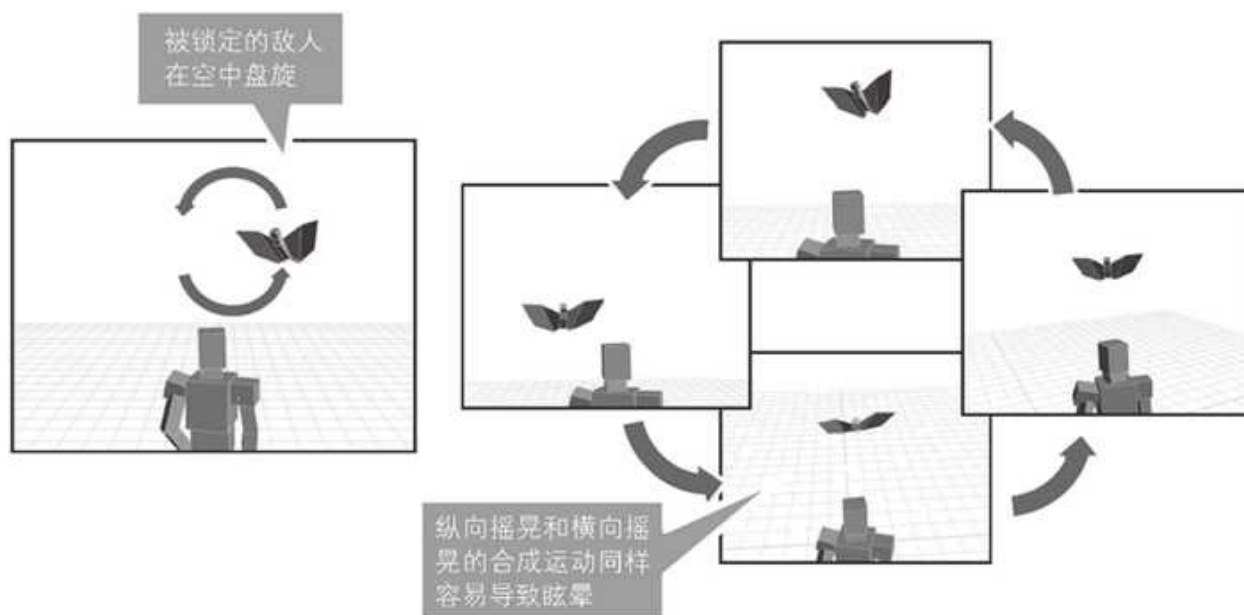 被锁定的敌人
在空中盘旋
纵向摇晃和横向摇
晃的合成运动同样
容易导致眩晕